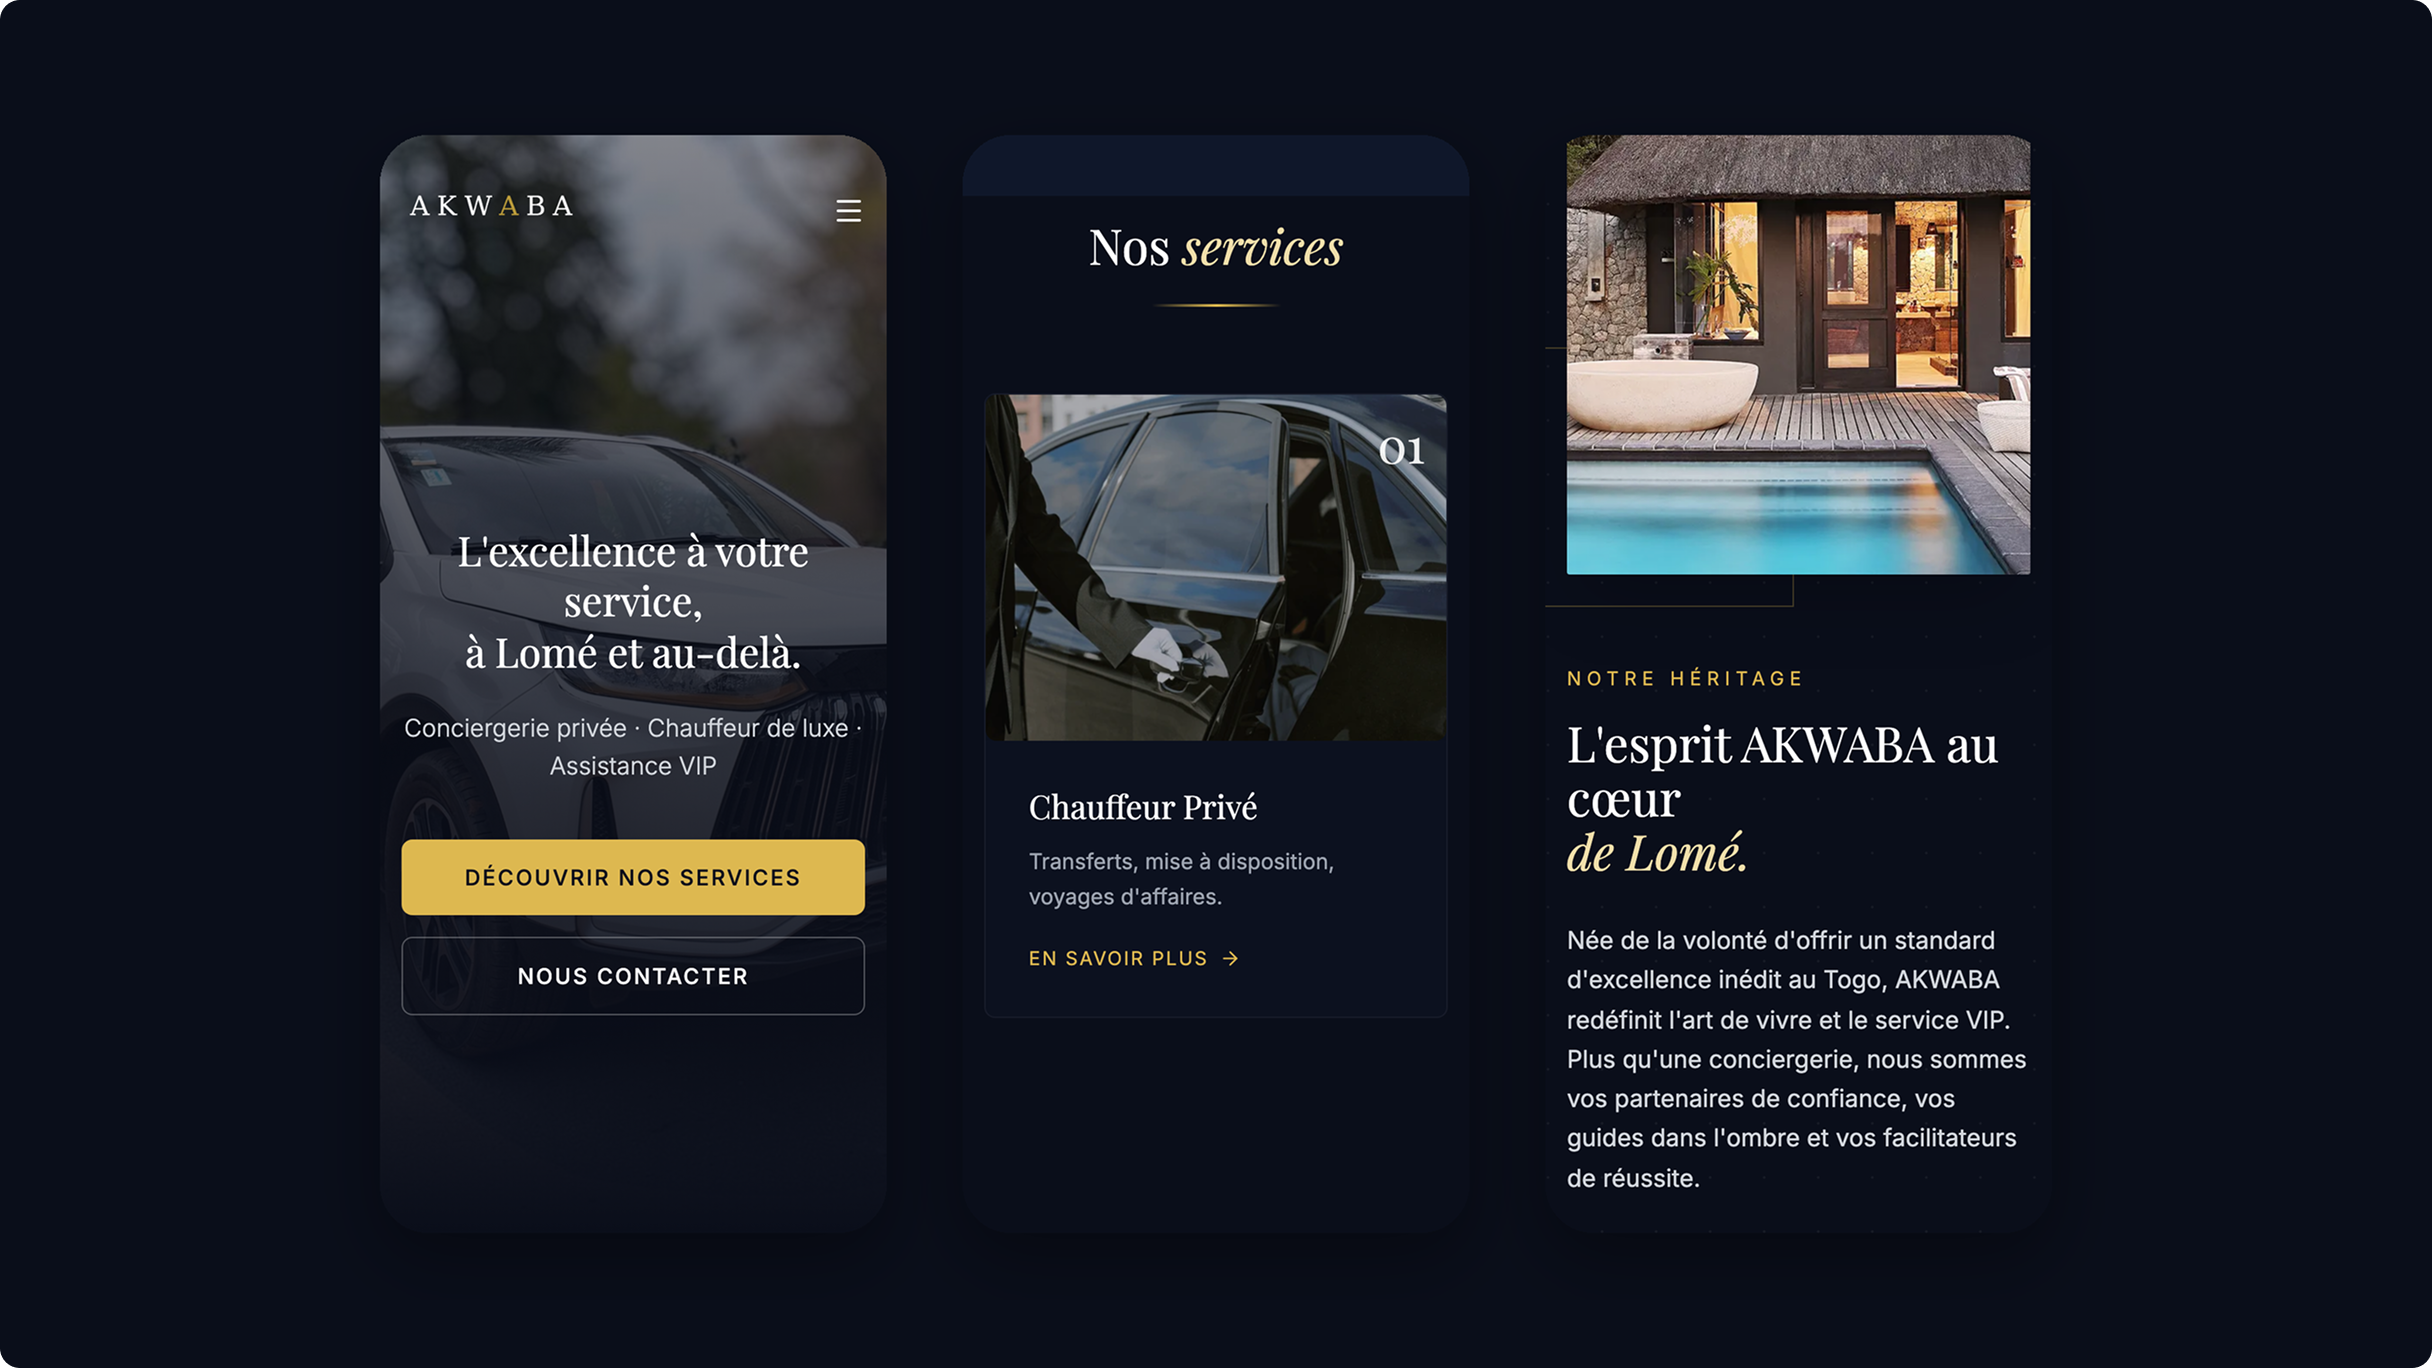 AKWABA
L'excellence à votre
service,
à Lomé et au-delà.
Conciergerie privée · Chauffeur de luxe ·
Assistance VIP
DÉCOUVRIR NOS SERVICES
NOUS CONTACTER
Nos services
01
Chauffeur Privé
Transferts, mise à disposition,
voyages d'affaires.
EN SAVOIR PLUS →
NOTRE HÉRITAGE
L'esprit AKWABA au
cœur
de Lomé.
Née de la volonté d'offrir un standard
d'excellence inédit au Togo, AKWABA
redéfinit l'art de vivre et le service VIP.
Plus qu'une conciergerie, nous sommes
vos partenaires de confiance, vos
guides dans l'ombre et vos facilitateurs
de réussite.